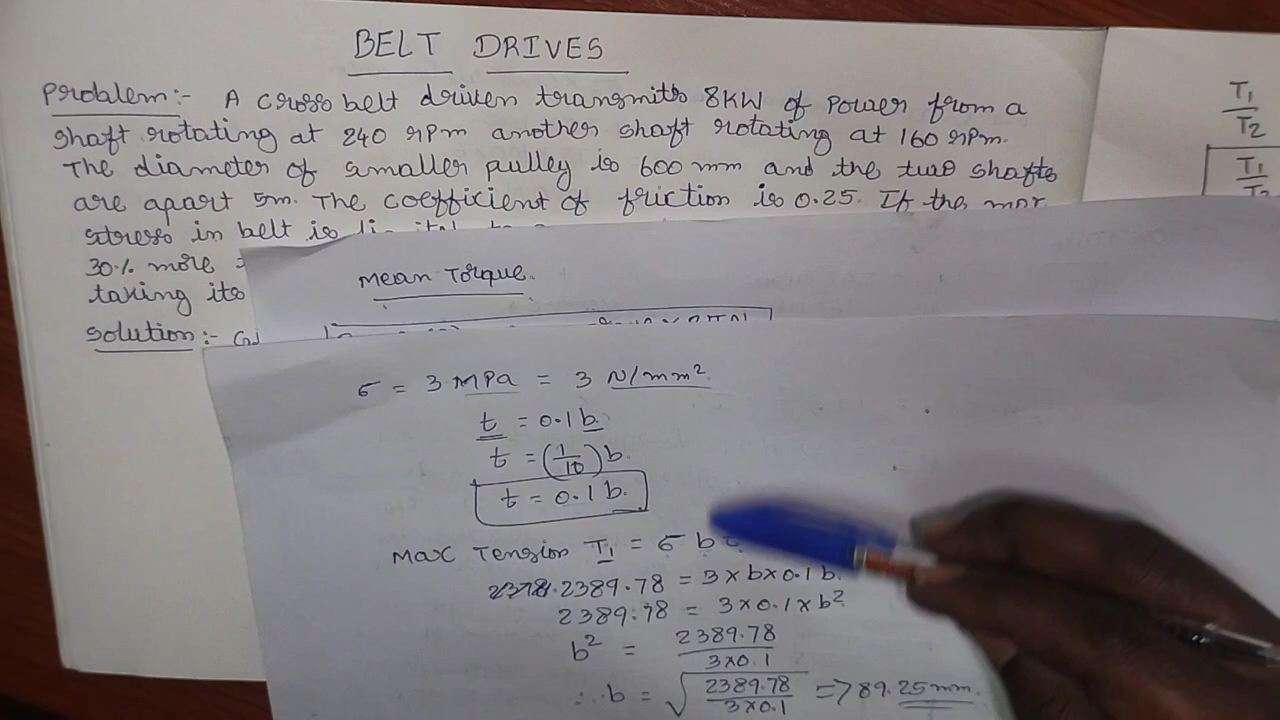 BELT DRIVES
Problem:- A cross belt driven transmits 8KW of Power from a
shaft rotating at 240 rpm another shaft rotating at 160 rpm.
The diameter of smaller pulley is 600 mm and the two shafts
are apart 5m. The coefficient of friction is 0.25. If the max
stress in belt is
30% more
taking its
Solution:-
T1
T2
T1
Mean Torque.
σ = 3 MPa = 3 N/mm²
t = 0.1 b.
t = (1/10) b.
t = 0.1 b.
Max Tension T1 = σ b
2389.78 = 3 x b x 0.1 b.
2389.78 = 3 x 0.1 x b²
b² = 2389.78 / 3 x 0.1
∴ b = √ 2389.78 / 3 x 0.1 => 89.25 mm.